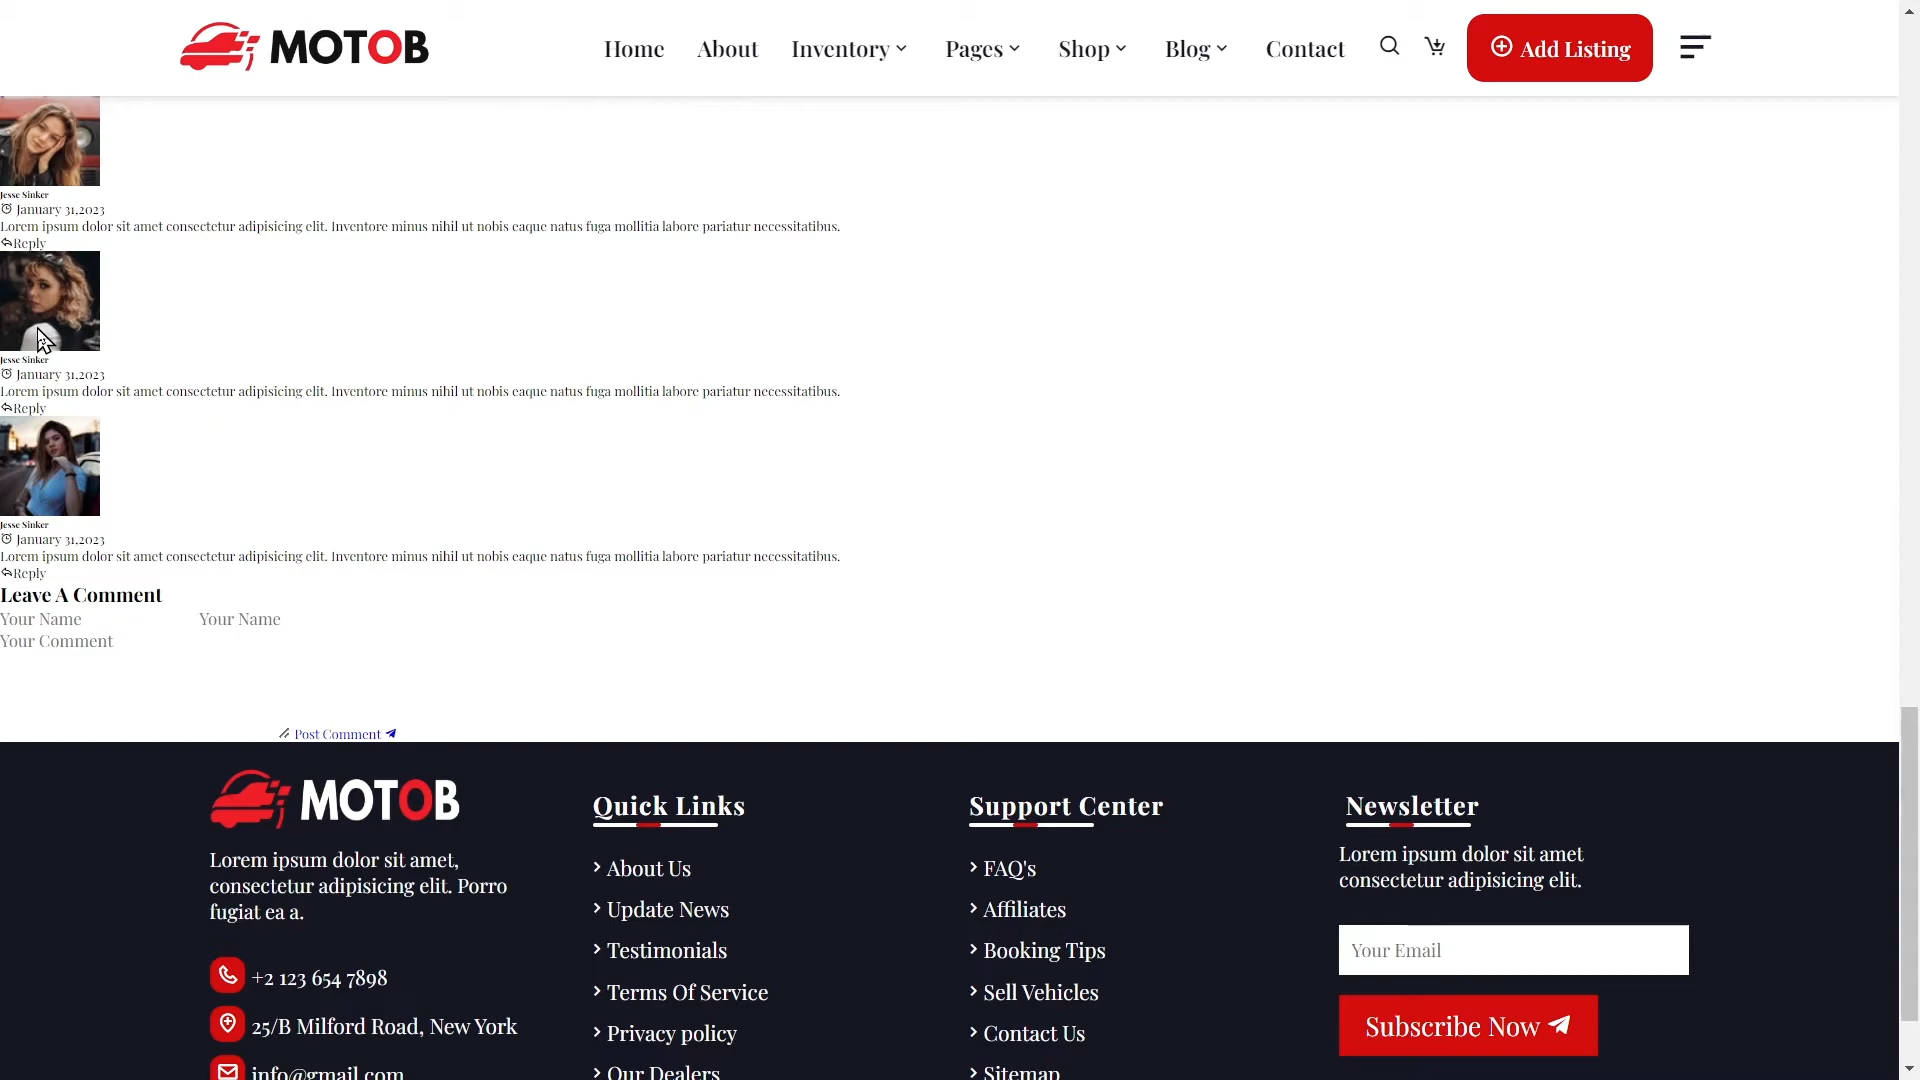 MOTOB
Home About Inventory Pages Shop Blog Contact Add Listing
Jesse Sinker
January 31,2023
Lorem ipsum dolor sit amet consectetur adipisicing elit. Inventore minus nihil ut nobis eaque natus fuga mollitia labore pariatur necessitatibus.
Reply
Jesse Sinker
January 31,2023
Lorem ipsum dolor sit amet consectetur adipisicing elit. Inventore minus nihil ut nobis eaque natus fuga mollitia labore pariatur necessitatibus.
Reply
Jesse Sinker
January 31,2023
Lorem ipsum dolor sit amet consectetur adipisicing elit. Inventore minus nihil ut nobis eaque natus fuga mollitia labore pariatur necessitatibus.
Reply
Leave A Comment
Your Name Your Name
Your Comment
Post Comment
MOTOB
Lorem ipsum dolor sit amet,
consectetur adipisicing elit. Porro
fugiat ea a.
+2 123 654 7898
25/B Milford Road, New York
info@gmail.com
Quick Links
About Us
Update News
Testimonials
Terms Of Service
Privacy policy
Our Dealers
Support Center
FAQ's
Affiliates
Booking Tips
Sell Vehicles
Contact Us
Sitemap
Newsletter
Lorem ipsum dolor sit amet
consectetur adipisicing elit.
Your Email
Subscribe Now